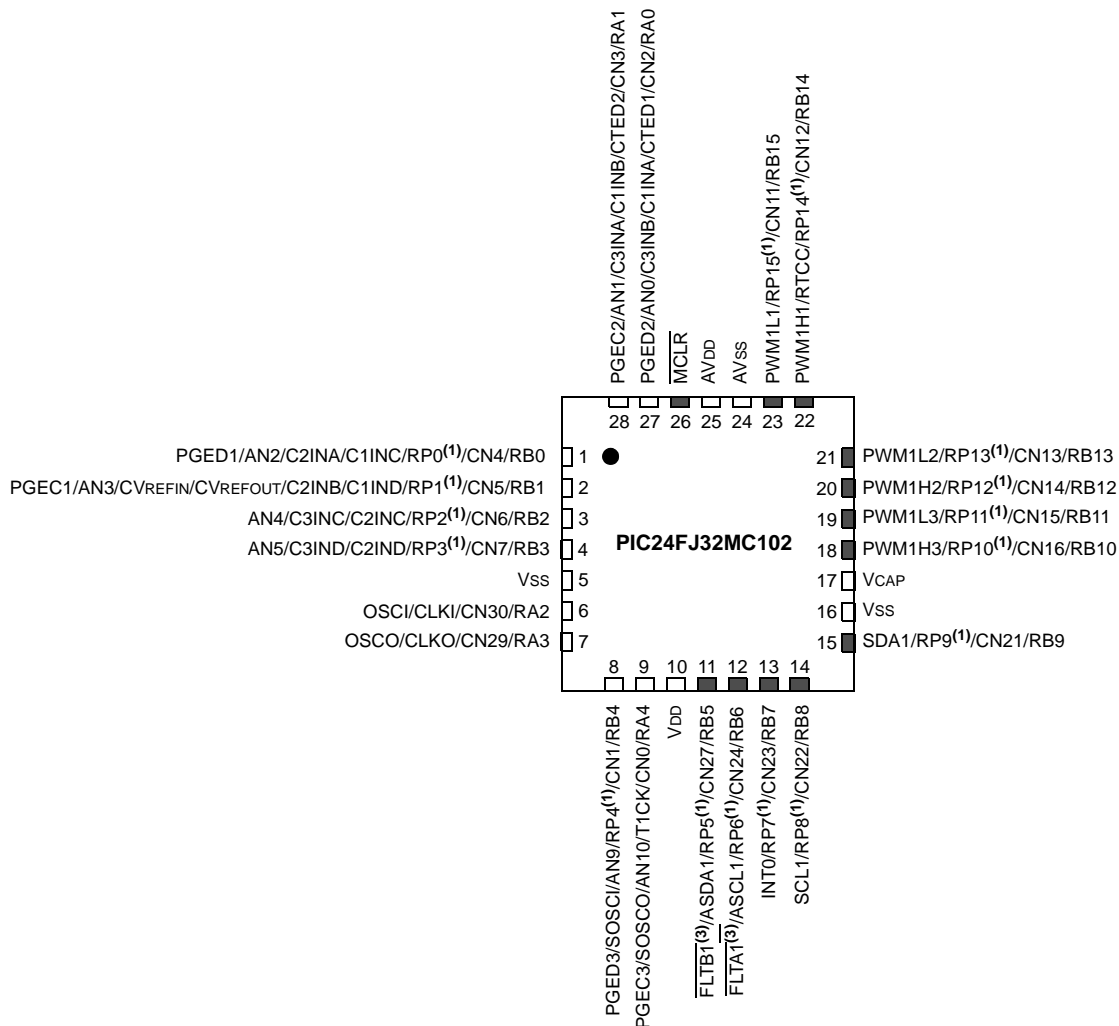 PGEC2/AN1/C3INA/C1INB/CTED2/CN3/RA1
PGED2/AN0/C3INB/C1INA/CTED1/CN2/RA0
MCLR
AVDD
AVSS
PWM1L1/RP15(1)/CN11/RB15
PWM1H1/RTCC/RP14(1)/CN12/RB14
28 27 26 25 24 23 22
PGED1/AN2/C2INA/C1INC/RP0(1)/CN4/RB0 1
PGEC1/AN3/CVREFIN/CVREFOUT/C2INB/C1IND/RP1(1)/CN5/RB1 2
AN4/C3INC/C2INC/RP2(1)/CN6/RB2 3
AN5/C3IND/C2IND/RP3(1)/CN7/RB3 4
VSS 5
OSCI/CLKI/CN30/RA2 6
OSCO/CLKO/CN29/RA3 7
PIC24FJ32MC102
21 PWM1L2/RP13(1)/CN13/RB13
20 PWM1H2/RP12(1)/CN14/RB12
19 PWM1L3/RP11(1)/CN15/RB11
18 PWM1H3/RP10(1)/CN16/RB10
17 VCAP
16 VSS
15 SDA1/RP9(1)/CN21/RB9
8 9 10 11 12 13 14
PGED3/SOSCI/AN9/RP4(1)/CN1/RB4
PGEC3/SOSCO/AN10/T1CK/CN0/RA4
VDD
FLTB1(3)/ASDA1/RP5(1)/CN27/RB5
FLTA1(3)/ASCL1/RP6(1)/CN24/RB6
INT0/RP7(1)/CN23/RB7
SCL1/RP8(1)/CN22/RB8